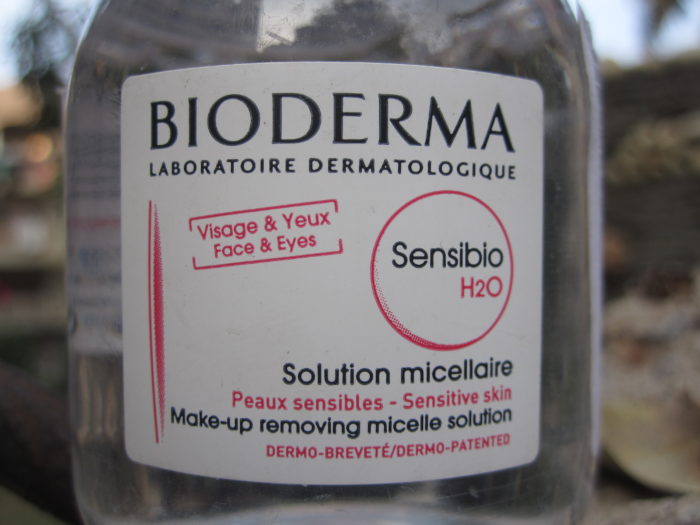 BIODERMA
LABORATOIRE DERMATOLOGIQUE
Visage & Yeux
Face & Eyes
Sensibio
H2O
Solution micellaire
Peaux sensibles - Sensitive skin
Make-up removing micelle solution
DERMO-BREVETÉ/DERMO-PATENTED